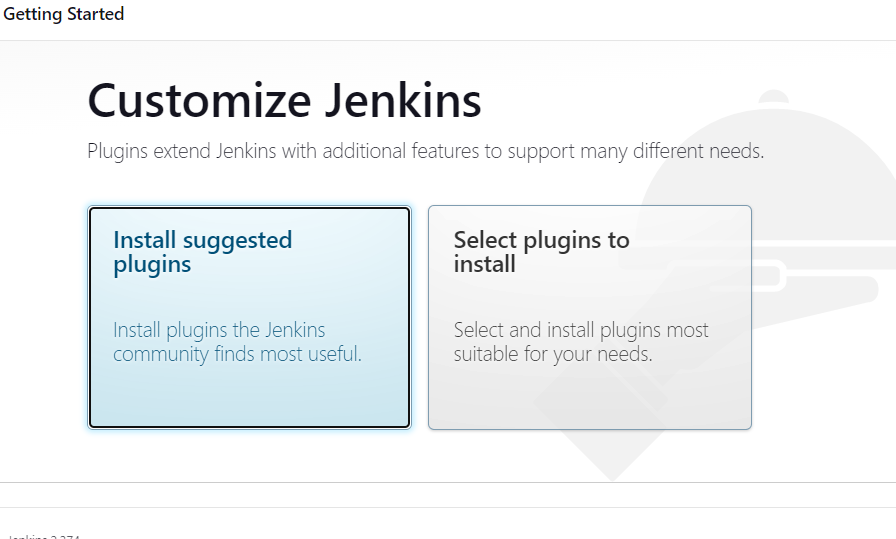 Getting Started
Customize Jenkins
Plugins extend Jenkins with additional features to support many different needs.
Install suggested
plugins
Install plugins the Jenkins
community finds most useful.
Select plugins to
install
Select and install plugins most
suitable for your needs.